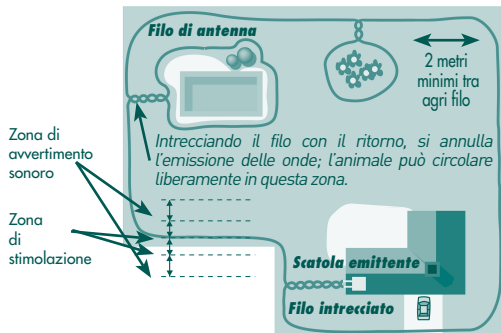 Filo di antenna
2 metri
minimi tra
agri filo
Intrecciando il filo con il ritorno, si annulla
l'emissione delle onde; l'animale può circolare
liberamente in questa zona.
Zona di
avvertimento
sonoro
Zona
di
stimolazione
Scatola emittente
Filo intrecciato